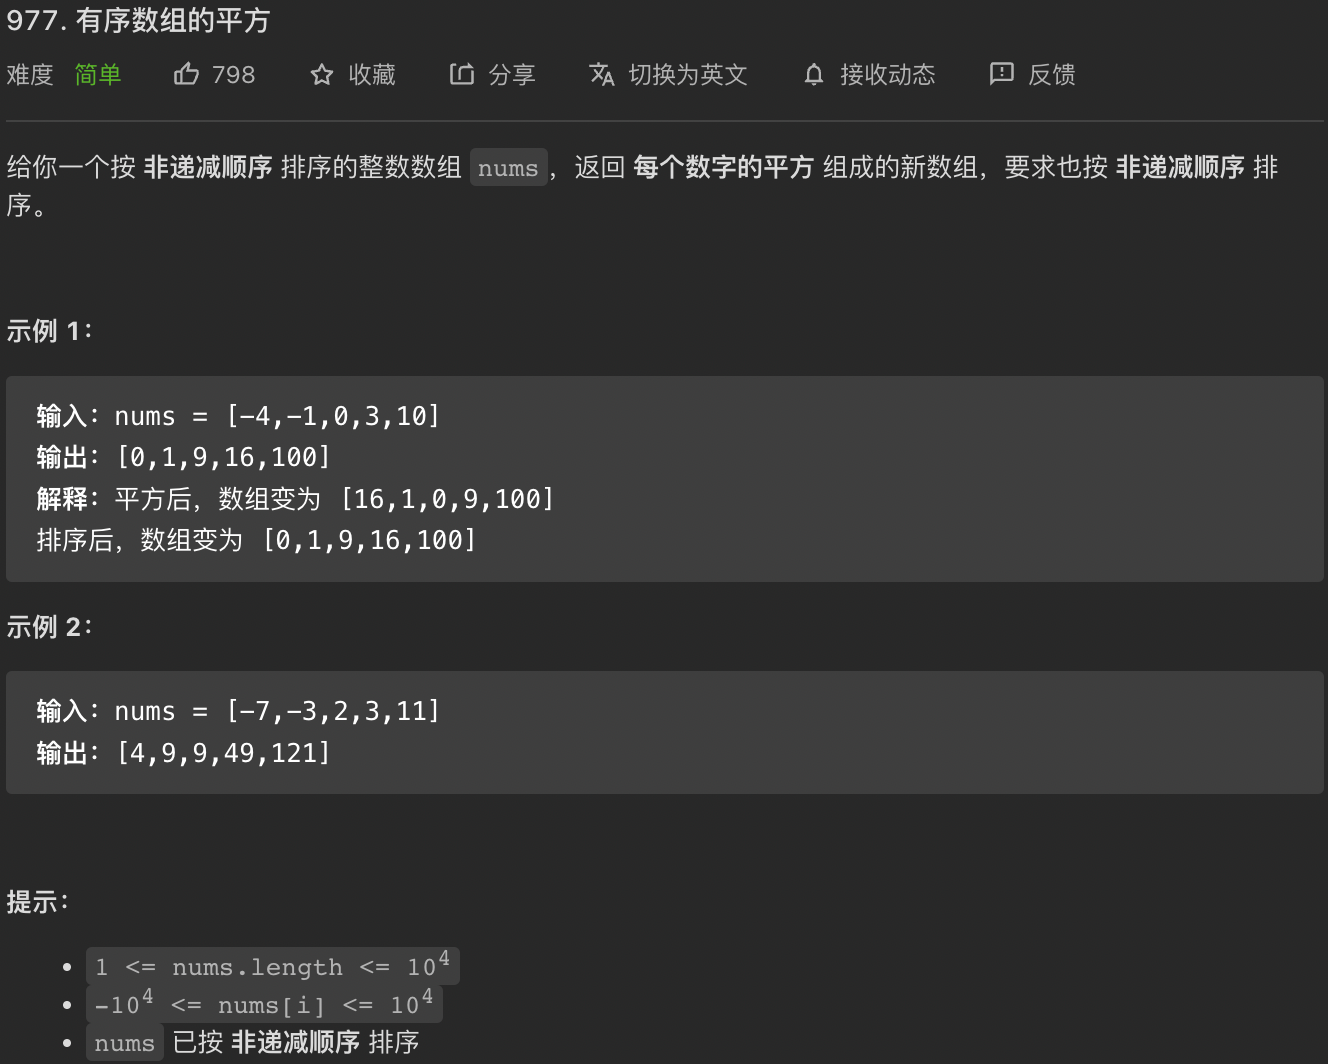 977. 有序数组的平方
难度 简单 798 收藏 分享 切换为英文 接收动态 反馈
给你一个按 非递减顺序 排序的整数数组 nums，返回 每个数字的平方 组成的新数组，要求也按 非递减顺序 排
序。
示例 1：
输入：nums = [-4,-1,0,3,10]
输出：[0,1,9,16,100]
解释：平方后，数组变为 [16,1,0,9,100]
排序后，数组变为 [0,1,9,16,100]
示例 2：
输入：nums = [-7,-3,2,3,11]
输出：[4,9,9,49,121]
提示：
• 1 <= nums.length <= 10⁴
• -10⁴ <= nums[i] <= 10⁴
• nums 已按 非递减顺序 排序